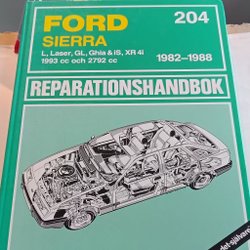 FORD 204
SIERRA
L, Laser, GL, Ghia & iS, XR 4i
1993 cc och 2792 cc 1982-1988
REPARATIONSHANDBOK